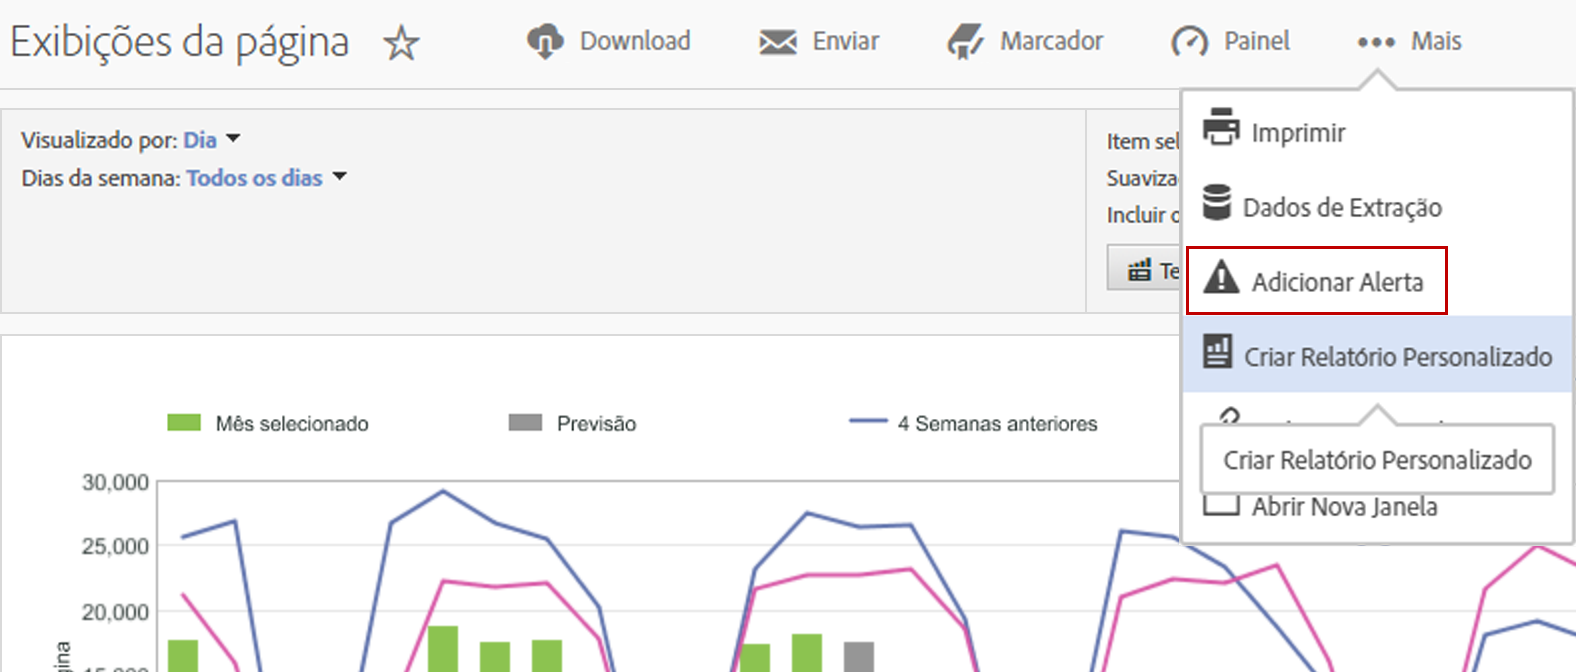 Exibições da página
Download
Enviar
Marcador
Painel
Mais
Visualizado por: Dia
Dias da semana: Todos os dias
Item sel
Suaviza
Incluir
Te
Imprimir
Dados de Extração
Adicionar Alerta
Criar Relatório Personalizado
Criar Relatório Personalizado
Abrir Nova Janela
Mês selecionado
Previsão
4 Semanas anteriores
30,000
25,000
20,000